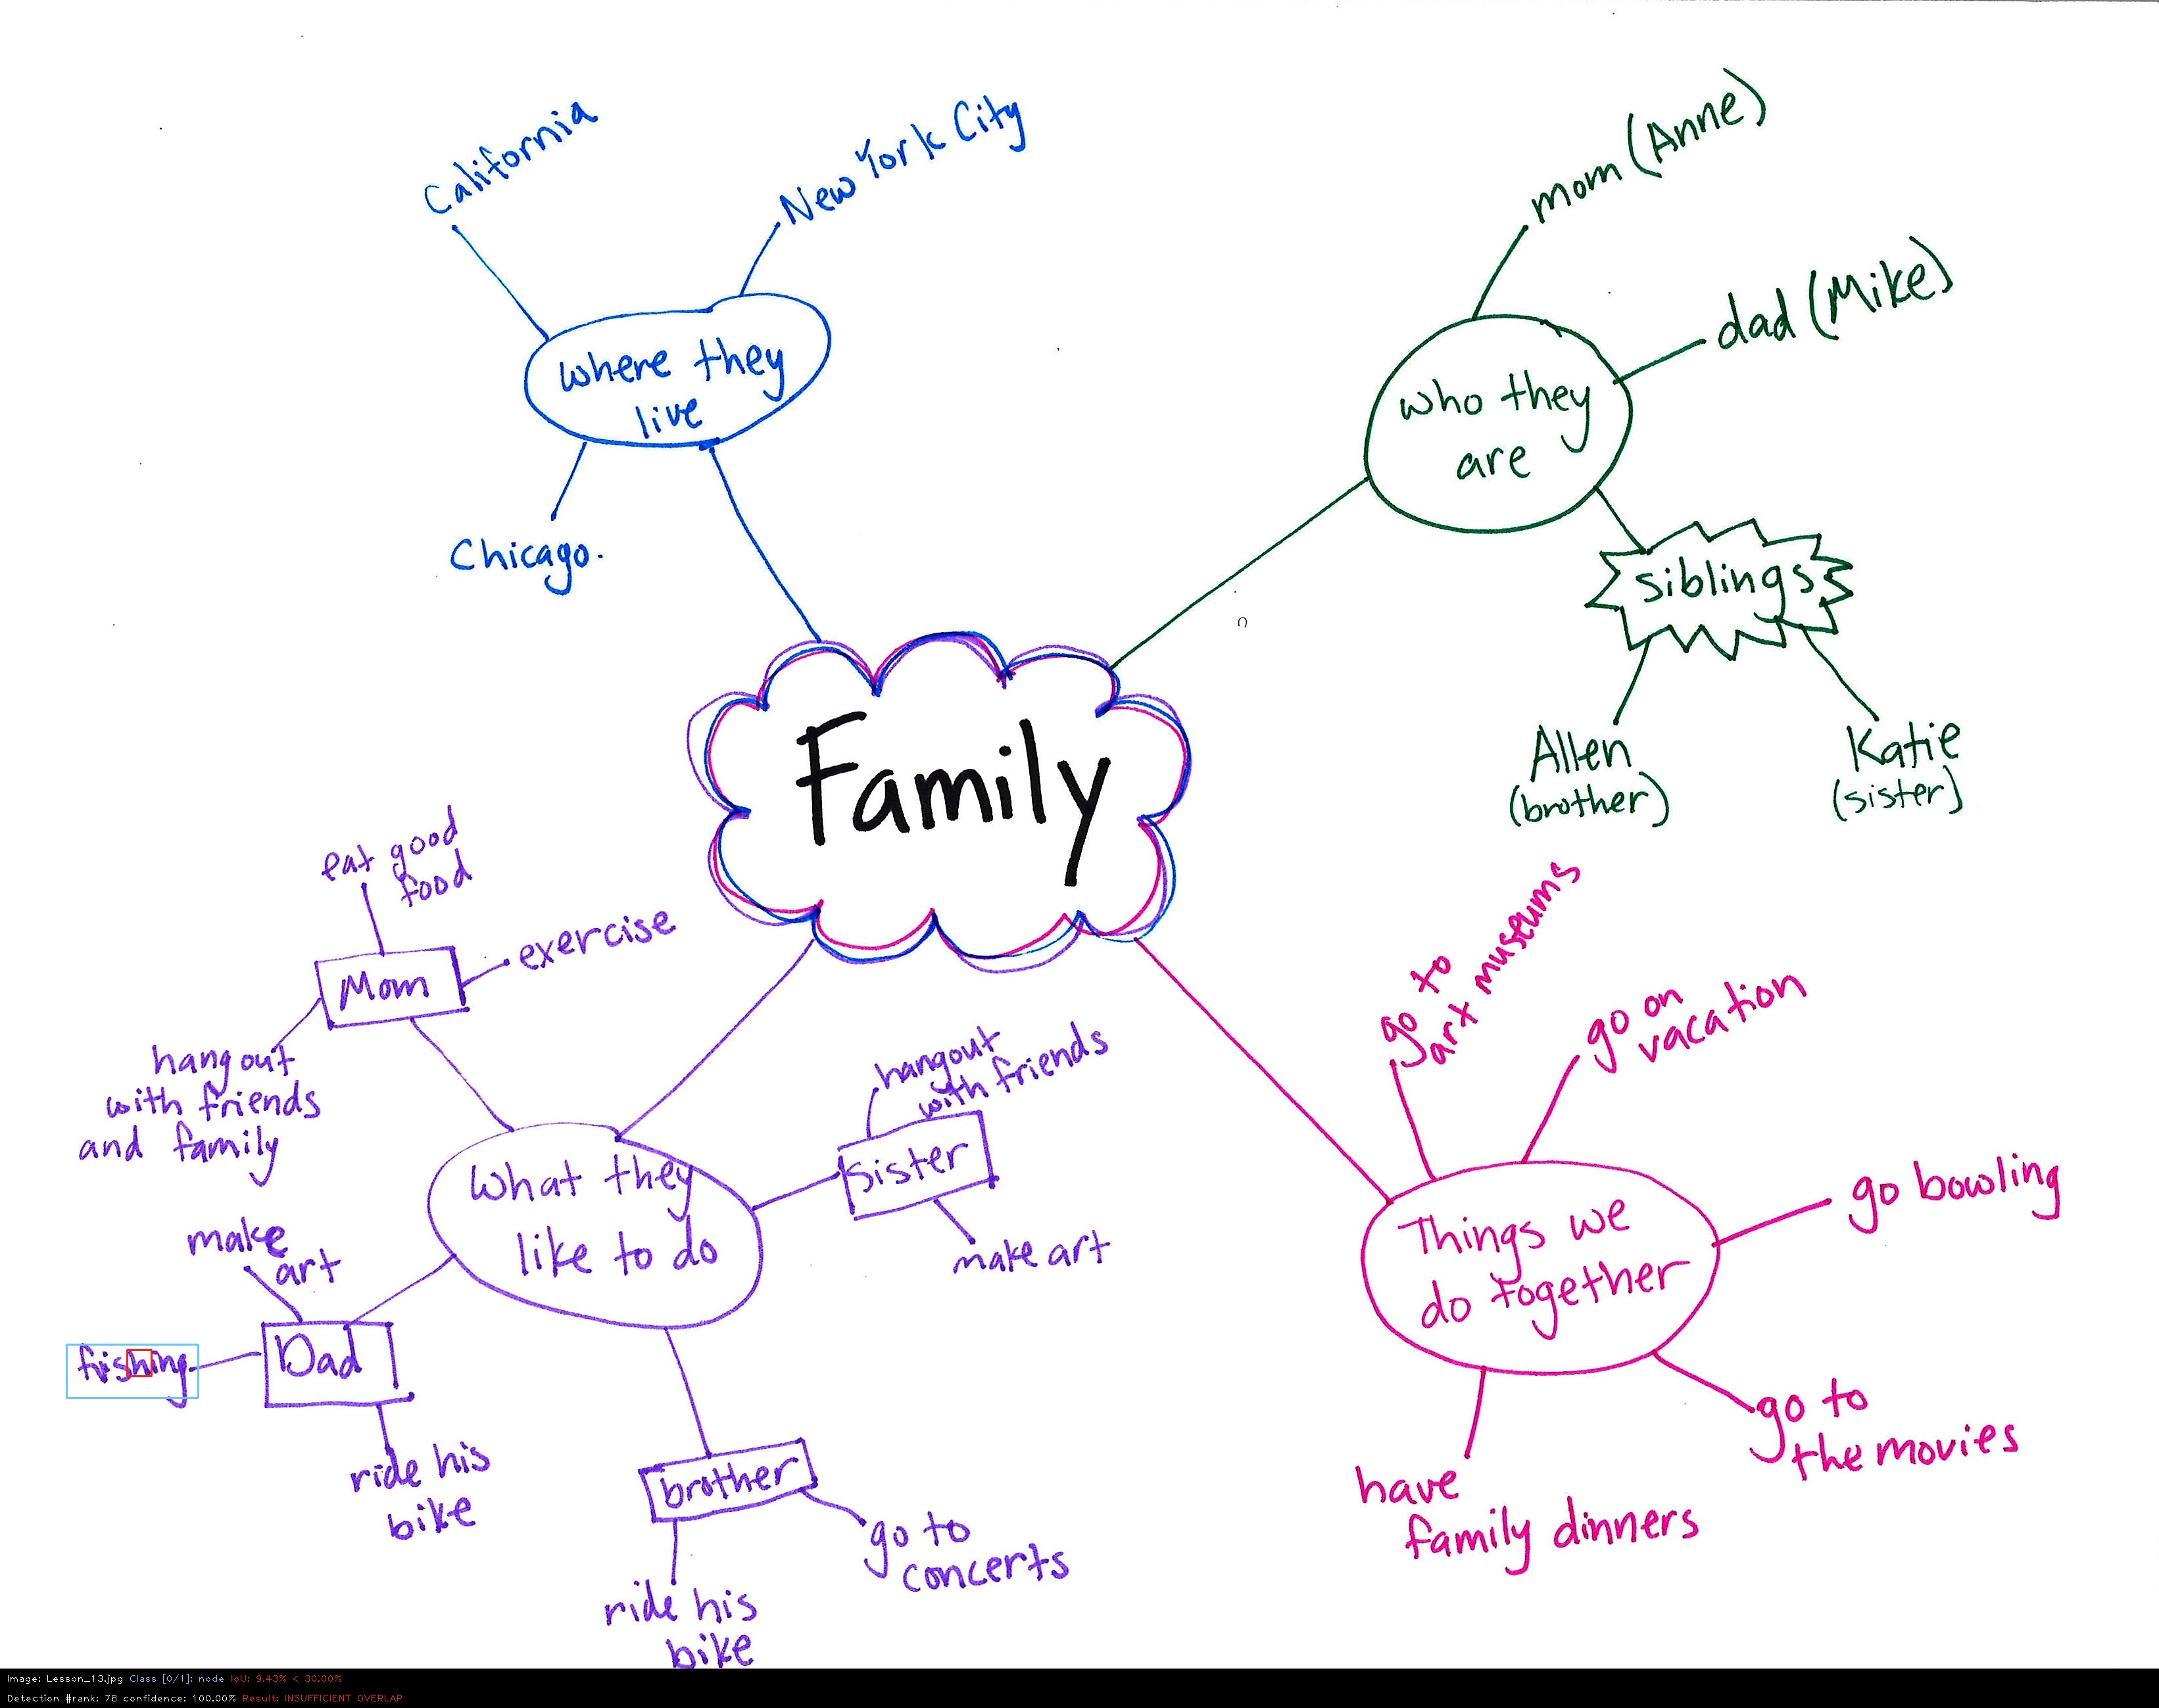 California
New York City
where they
live
Chicago.
mom (Anne)
dad (Mike)
who they
are
siblings
Allen
(brother)
Katie
(sister)
Family
eat good
food
exercise
Mom
hang out
with friends
and family
What they
like to do
hangout
with friends
sister
make art
make
art
fishing
Dad
ride his
bike
brother
go to
concerts
ride his
bike
go to
art museums
go on
vacation
go bowling
Things we
do together
go to
the movies
have
family dinners
Image: Lesson_13.jpg Class [0/1]: node IoU: 9.43% < 30.00%
Detection #rank: 78 confidence: 100.00% Result: INSUFFICIENT OVERLAP